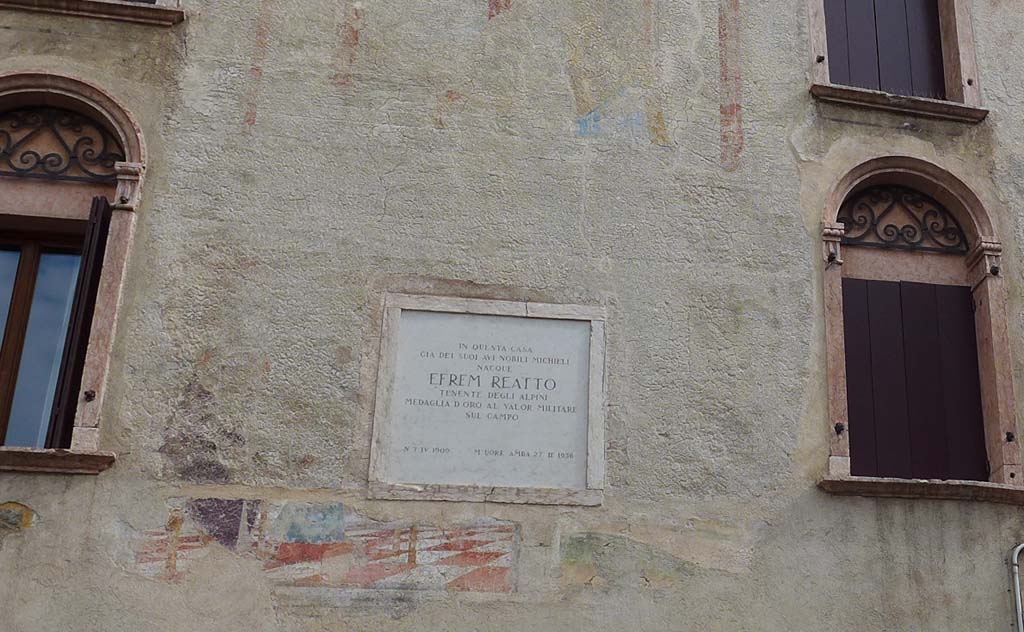 IN QUESTA CASA
GIA DEI SUOI AVI NOBILI MICHIELI
NACQUE
EFREM REATTO
TENENTE DEGLI ALPINI
MEDAGLIA D'ORO AL VALOR MILITARE
SUL CAMPO
N. 7 IV 1909 M. UORK AMBA 27 II 1936